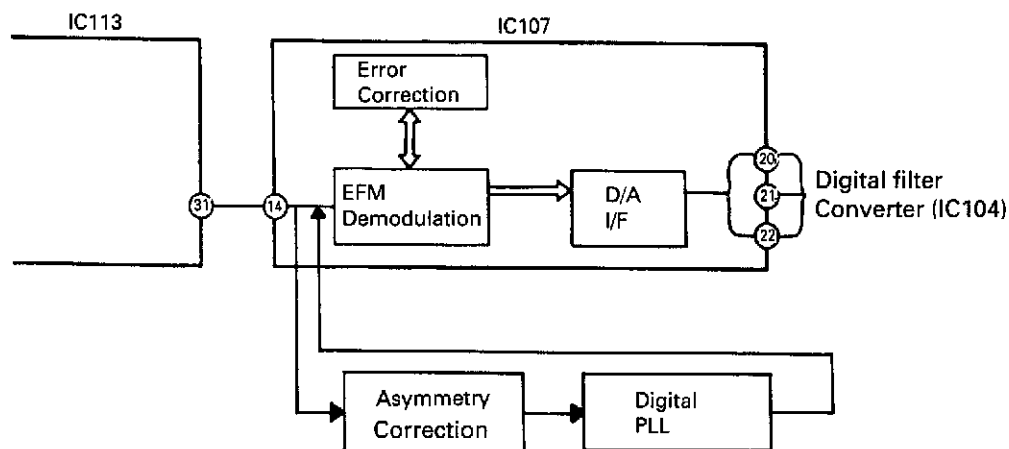 IC113
IC107
Error
Correction
EFM
Demodulation
D/A
I/F
31
14
20
21
22
Digital filter
Converter (IC104)
Asymmetry
Correction
Digital
PLL